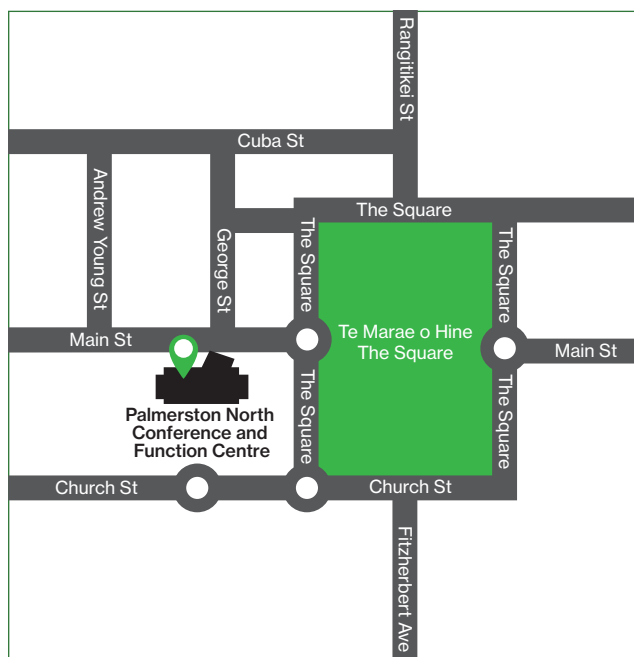 Rangitikei St
Cuba St
Andrew Young St
George St
The Square
The Square
The Square
Te Marae o Hine
The Square
Main St
Main St
The Square
The Square
Palmerston North
Conference and
Function Centre
Church St
Church St
Fitzherbert Ave